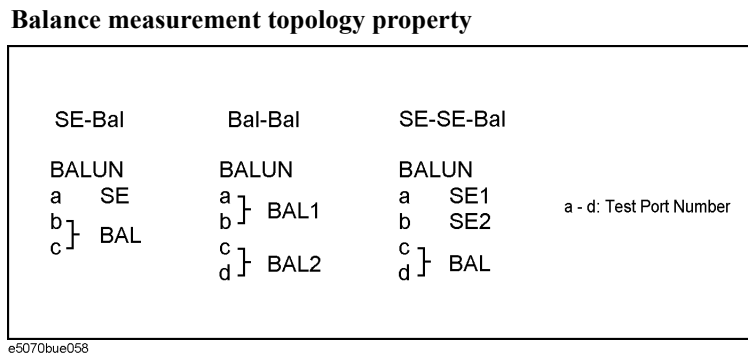 Balance measurement topology property
SE-Bal Bal-Bal SE-SE-Bal
BALUN BALUN BALUN
a SE a BAL1 a SE1
b BAL b b SE2
c c BAL2 c BAL
d d
a - d: Test Port Number
e5070bue058